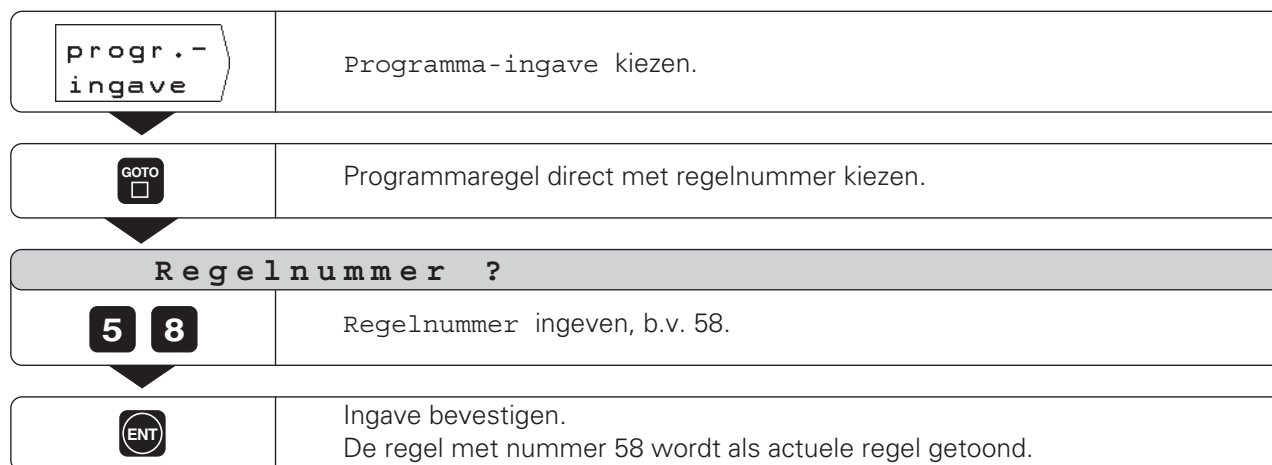 progr.-
ingave
Programma-ingave kiezen.
GOTO
Programmaregel direct met regelnummer kiezen.
Regelnummer ?
5 8
Regelnummer ingeven, b.v. 58.
ENT
Ingave bevestigen.
De regel met nummer 58 wordt als actuele regel getoond.